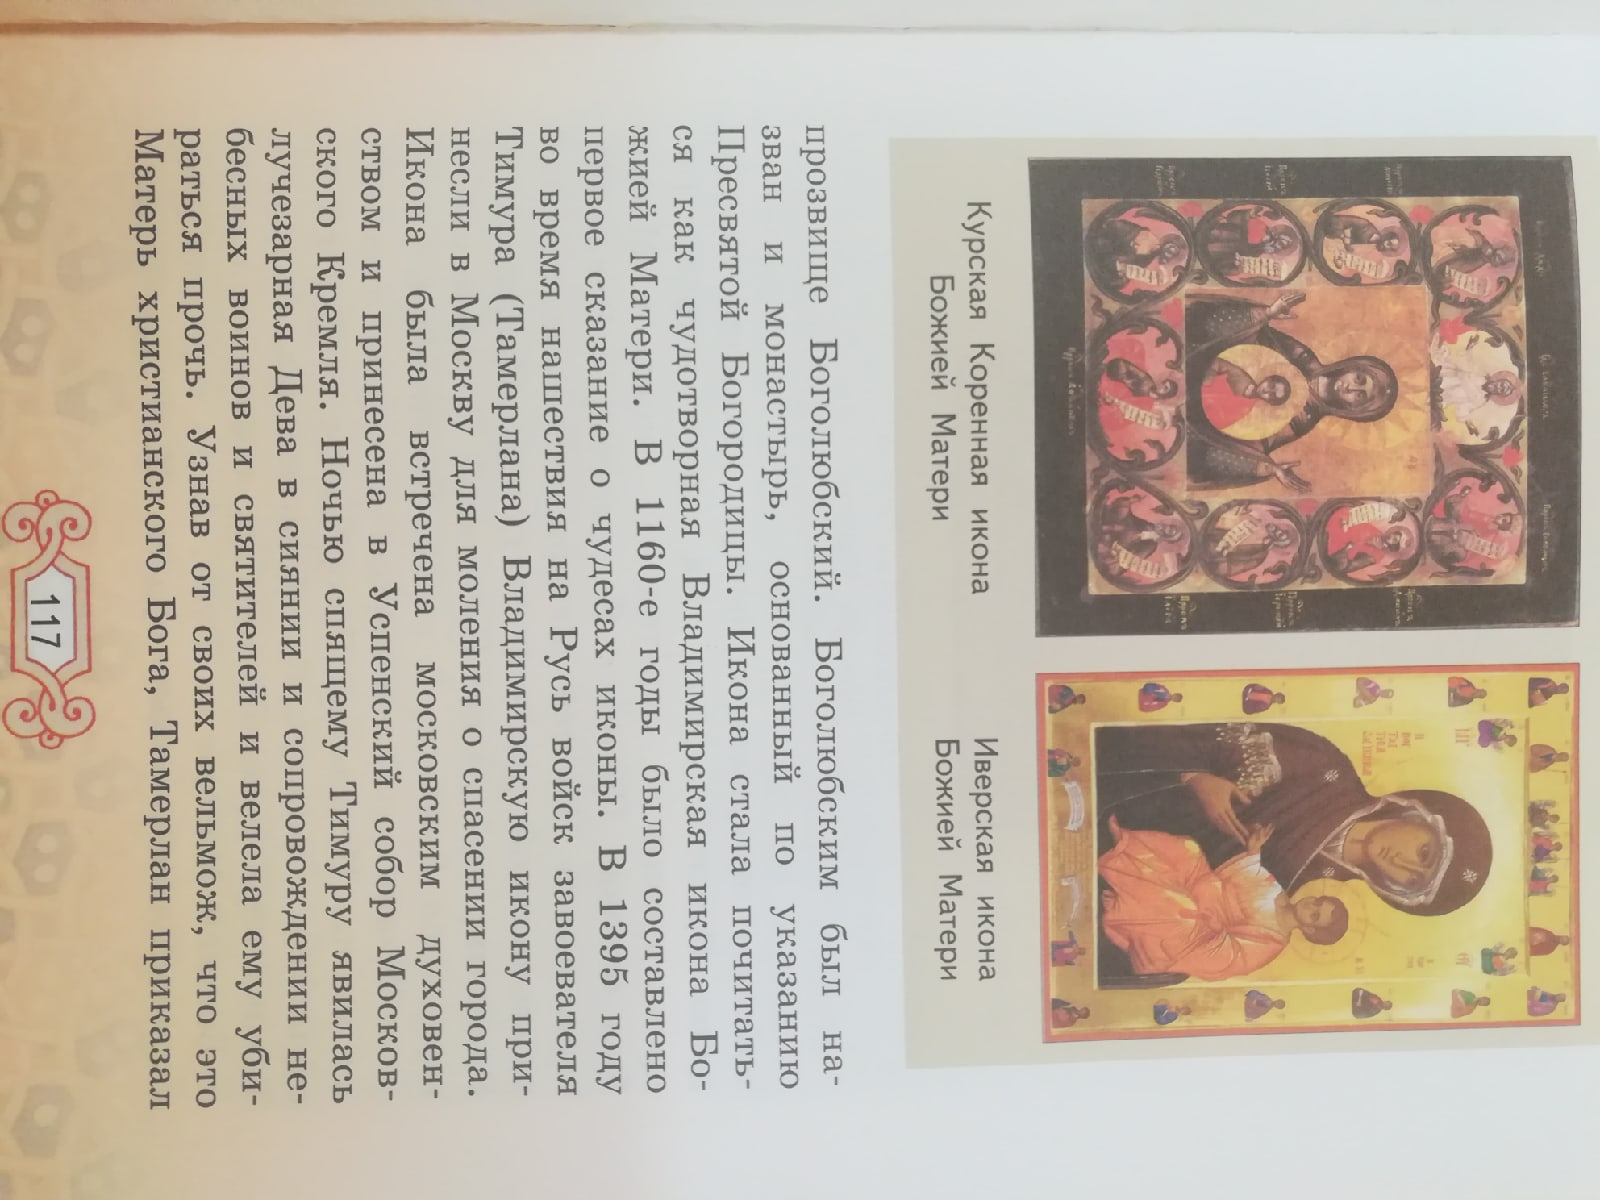 Курская Коренная икона
Божией Матери
Иверская икона
Божией Матери
прозвище Боголюбский. Боголюбским был на-
зван и монастырь, основанный по указанию
Пресвятой Богородицы. Икона стала почитать-
ся как чудотворная Владимирская икона Бо-
жией Матери. В 1160-е годы было составлено
первое сказание о чудесах иконы. В 1395 году
во время нашествия на Русь войск завоевателя
Тимура (Тамерлана) Владимирскую икону при-
несли в Москву для моления о спасении города.
Икона была встречена московским духовен-
ством и принесена в Успенский собор Москов-
ского Кремля. Ночью спящему Тимуру явилась
лучезарная Дева в сиянии и сопровождении не-
бесных воинов и святителей и велела ему уби-
раться прочь. Узнав от своих вельмож, что это
Матерь христианского Бога, Тамерлан приказал
117